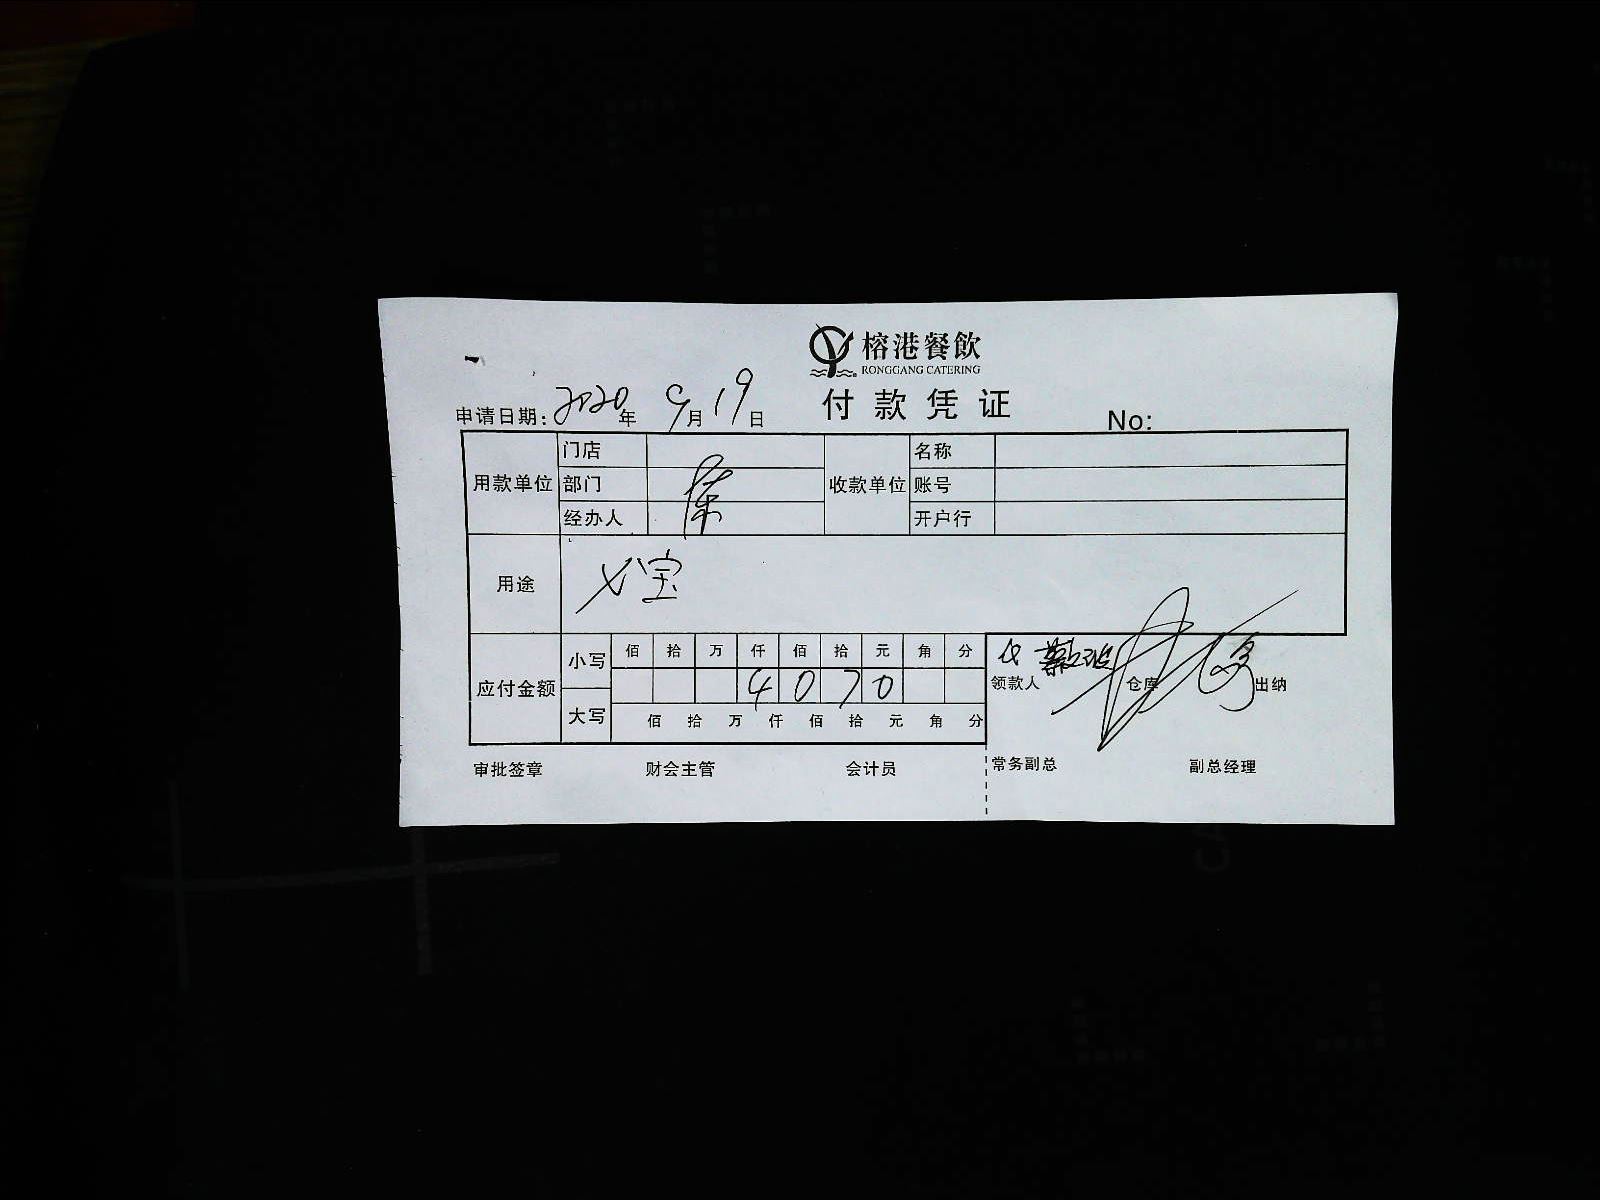 榕港餐飲
RONGGANG CATERING
付款凭证
申请日期: 2020年 9月 19日
No:
用款单位 门店 收款单位 名称
部门 账号
经办人 开户行
用途 宝
应付金额 小写 佰 拾 万 仟 佰 拾 元 角 分
4 0 7 0
大写 佰 拾 万 仟 佰 拾 元 角 分
领款人 仓库 出纳
审批签章 财会主管 会计员 常务副总 副总经理